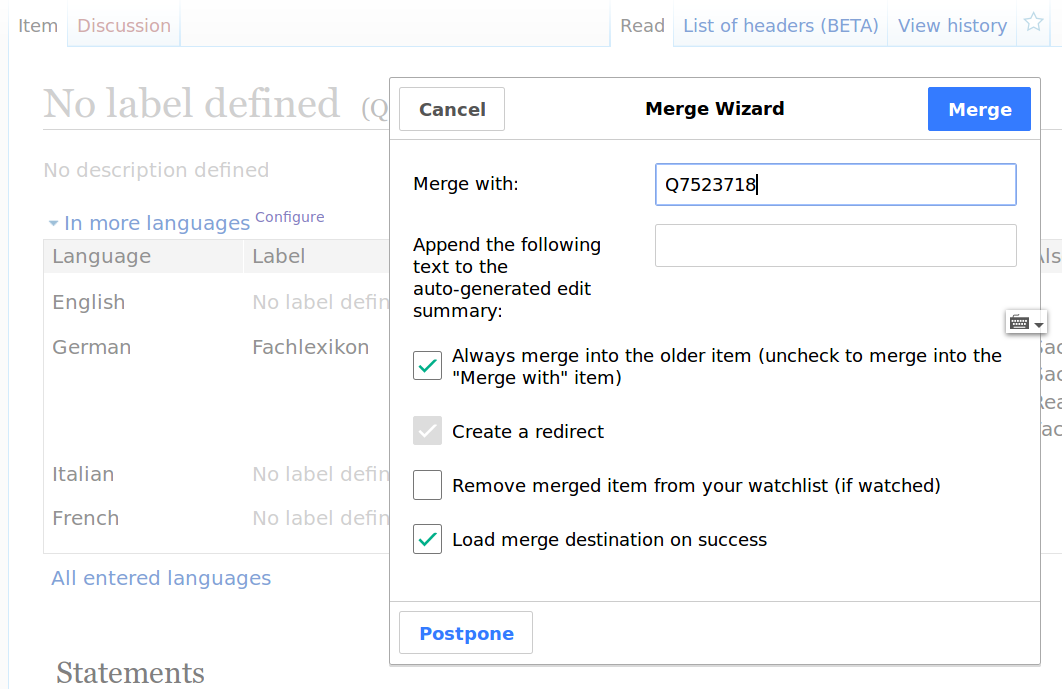 Item Discussion Read List of headers (BETA) View history
No label defined (Q
No description defined
In more languages Configure
Language Label
English No label defin
German Fachlexikon
Italian No label defin
French No label defin
All entered languages
Statements
Cancel Merge Wizard Merge
Merge with: Q7523718
Append the following
text to the
auto-generated edit
summary:
Always merge into the older item (uncheck to merge into the
"Merge with" item)
Create a redirect
Remove merged item from your watchlist (if watched)
Load merge destination on success
Postpone